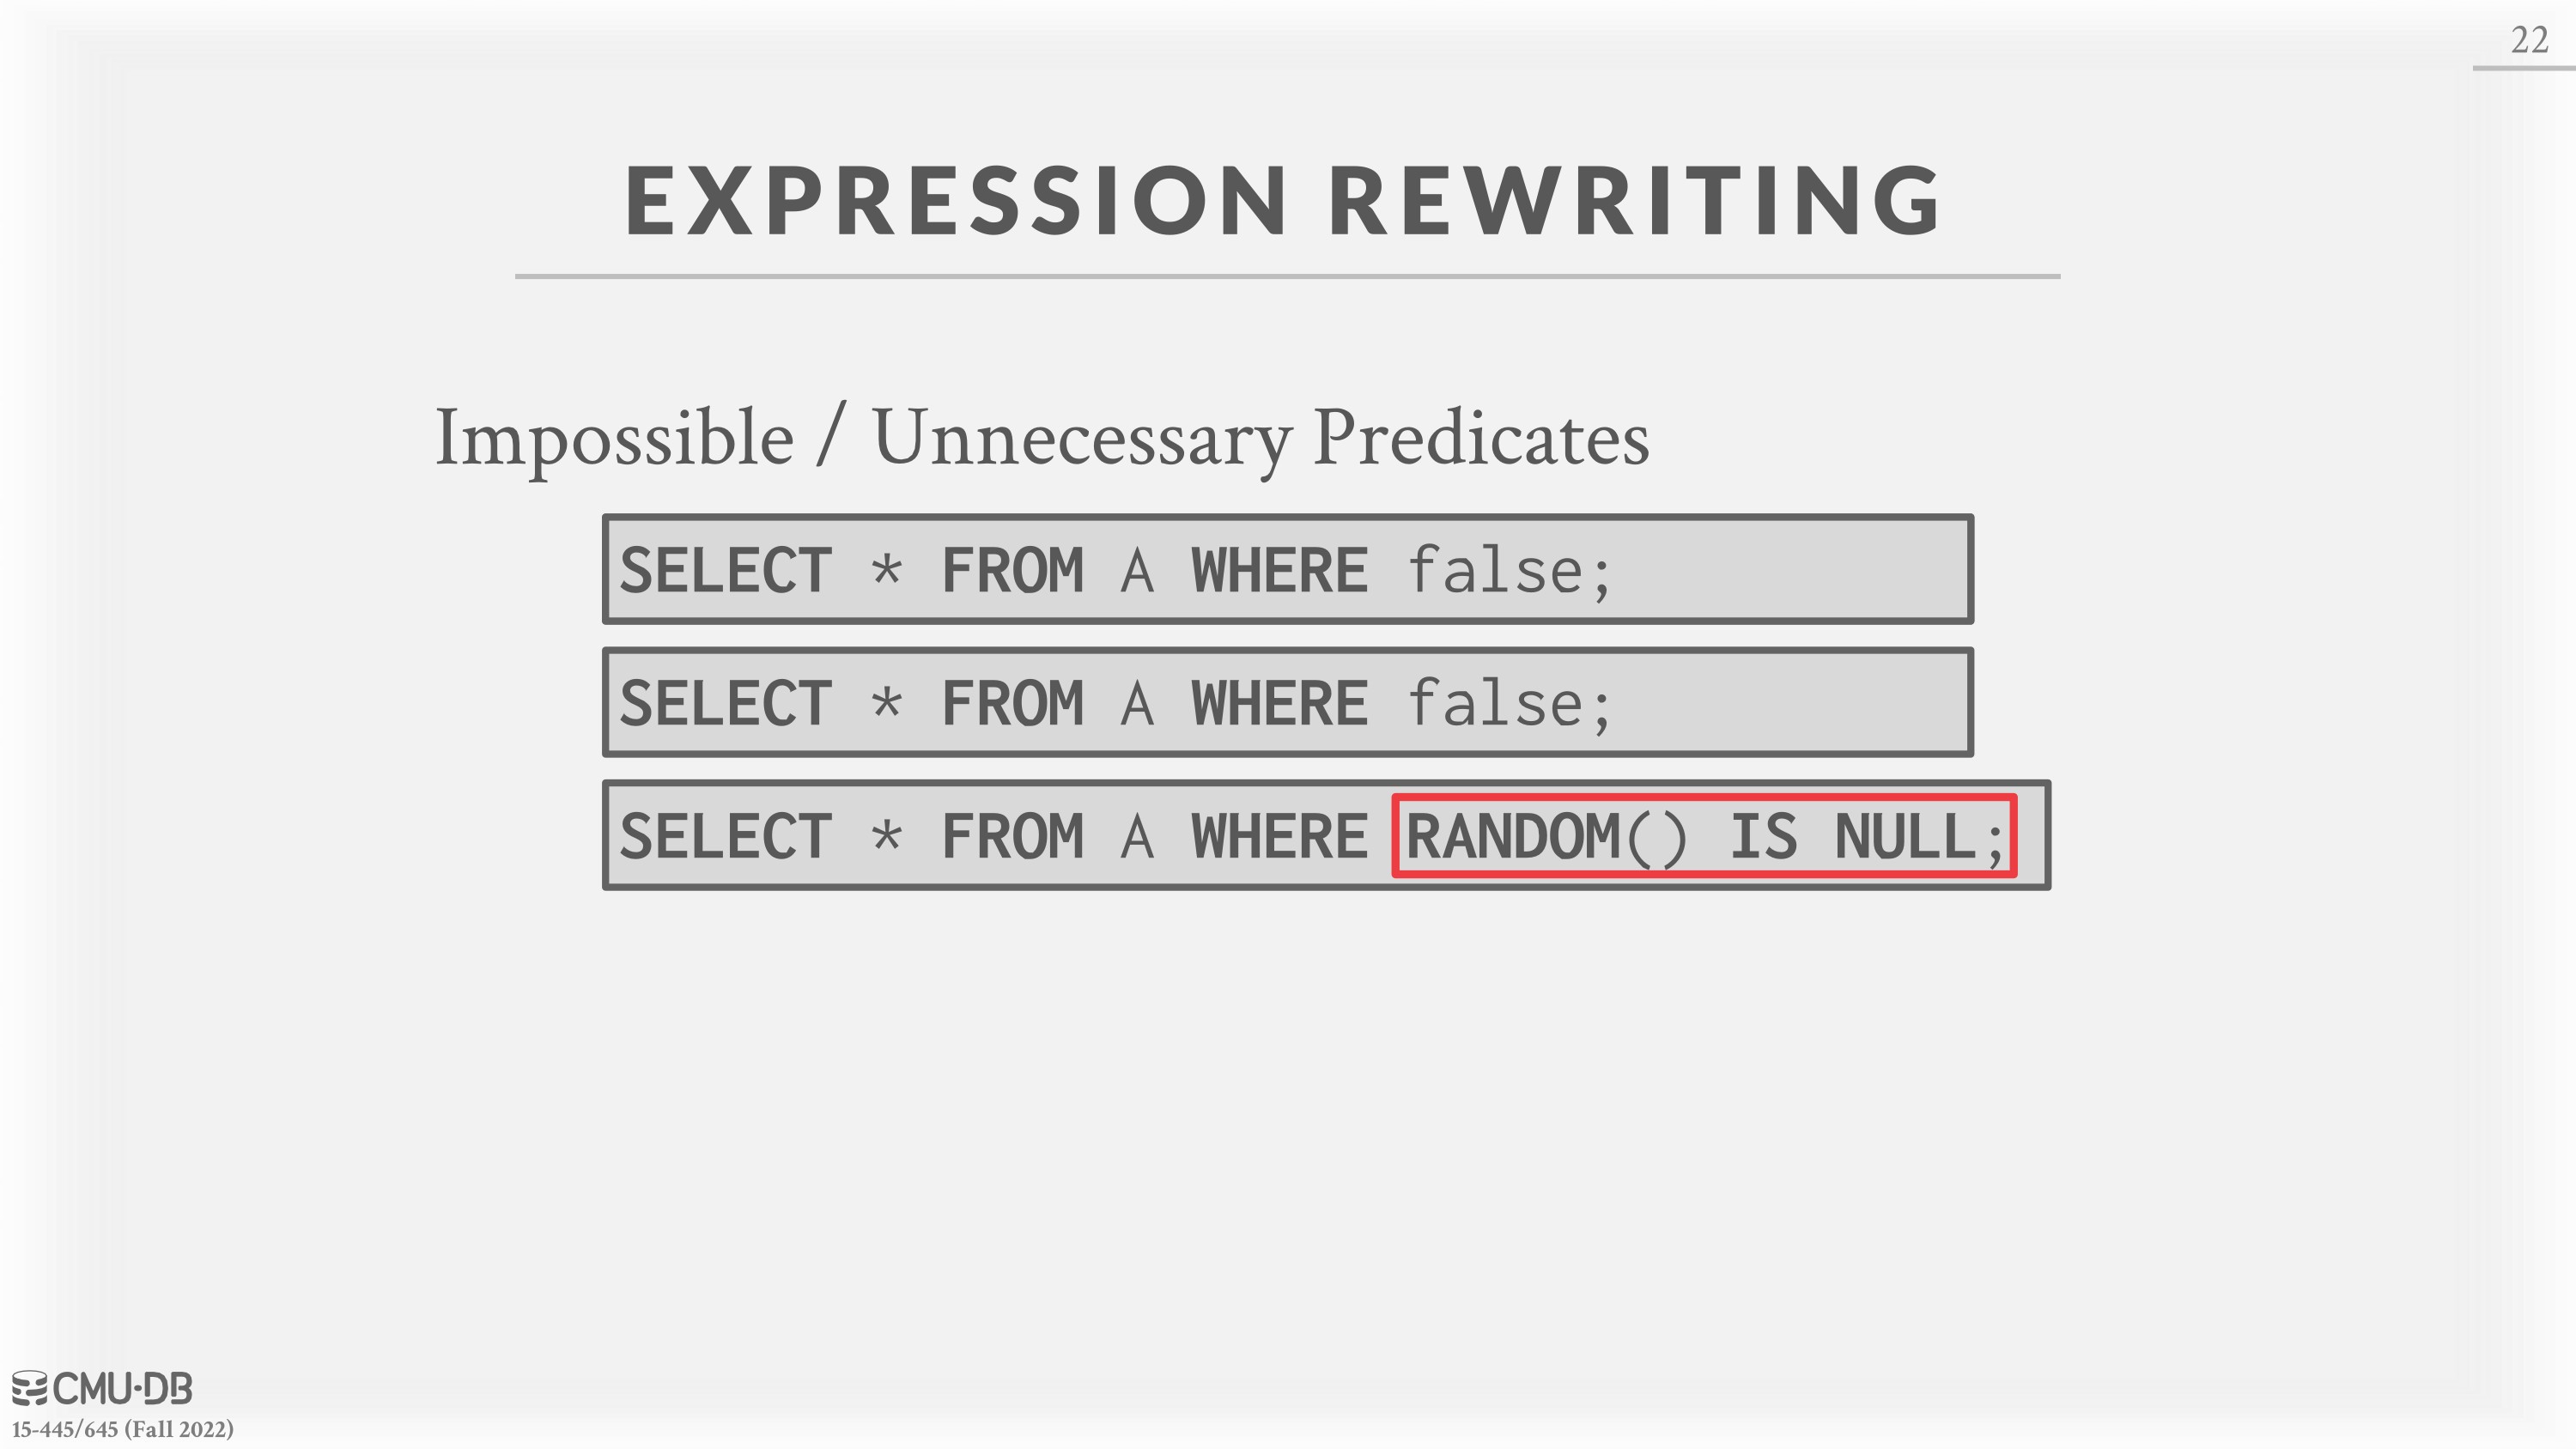 22
EXPRESSION REWRITING
Impossible / Unnecessary Predicates
SELECT * FROM A WHERE false;
SELECT * FROM A WHERE false;
SELECT * FROM A WHERE RANDOM() IS NULL;
CMU·DB
15-445/645 (Fall 2022)